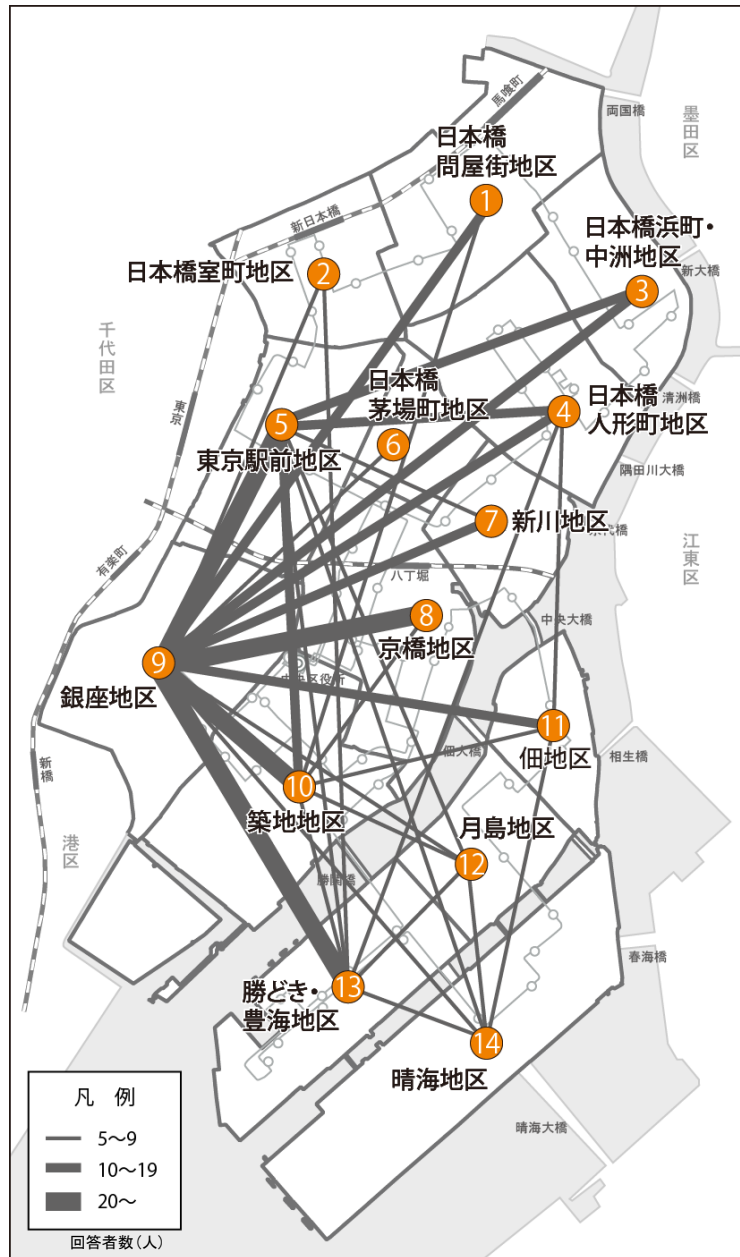 馬喰町
両国橋
墨田区
日本橋
問屋街地区
1
新日本橋
日本橋浜町・
中洲地区
日本橋室町地区
2
3
新大橋
千代田区
東京
日本橋
茅場町地区
清洲橋
4
日本橋
人形町地区
5
6
東京駅前地区
隅田川大橋
7
新川地区
有楽町
江東区
八丁堀
8
京橋地区
中央大橋
9
銀座地区
11
佃地区
佃大橋
相生橋
新橋
10
築地地区
月島地区
12
港区
勝鬨橋
春海橋
13
勝どき・
豊海地区
14
晴海地区
晴海大橋
凡 例
5～9
10～19
20～
回答者数（人）